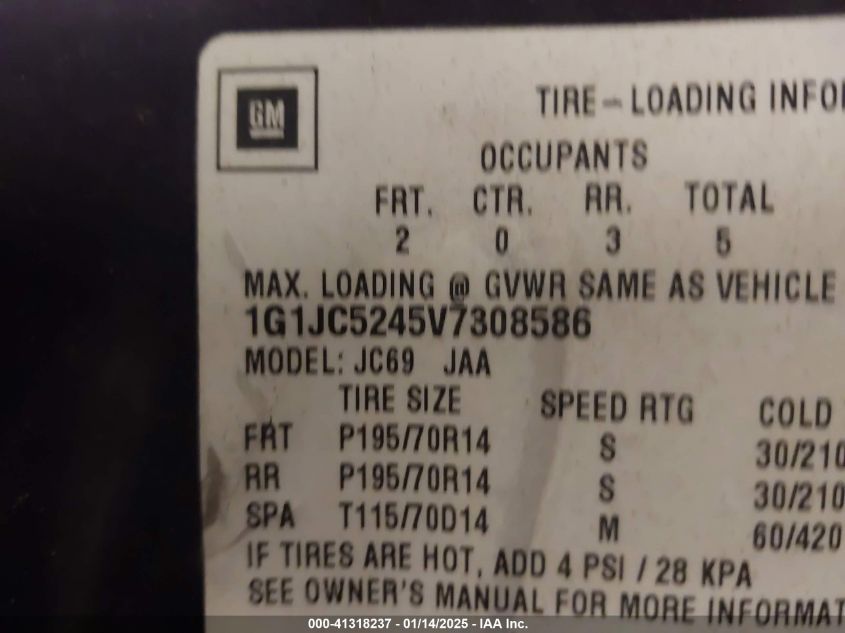 GM
TIRE-LOADING INFOR
OCCUPANTS
FRT. CTR. RR. TOTAL
2 0 3 5
MAX. LOADING @ GVWR SAME AS VEHICLE
1G1JC5245V7308586
MODEL: JC69 JAA
TIRE SIZE SPEED RTG COLD
FRT P195/70R14 S 30/210
RR P195/70R14 S 30/210
SPA T115/70D14 M 60/420
IF TIRES ARE HOT, ADD 4 PSI / 28 KPA
SEE OWNER'S MANUAL FOR MORE INFORMAT
000-41318237 - 01/14/2025 - IAA Inc.